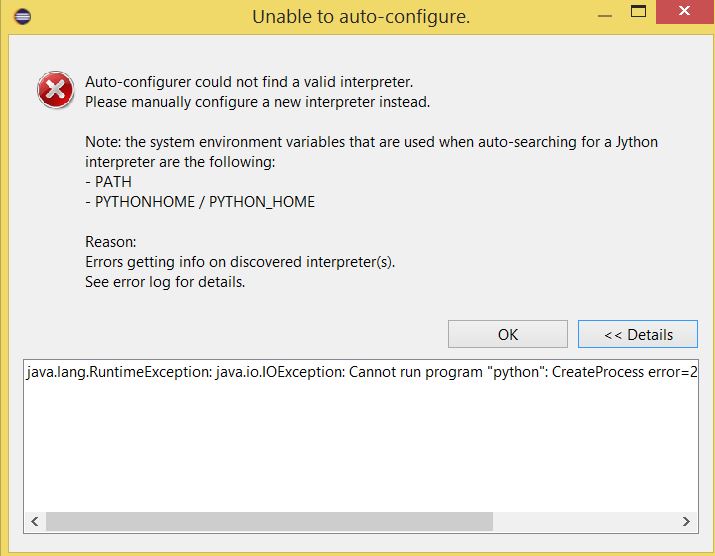 Unable to auto-configure.
Auto-configurer could not find a valid interpreter.
Please manually configure a new interpreter instead.
Note: the system environment variables that are used when auto-searching for a Jython
interpreter are the following:
- PATH
- PYTHONHOME / PYTHON_HOME
Reason:
Errors getting info on discovered interpreter(s).
See error log for details.
OK
<< Details
java.lang.RuntimeException: java.io.IOException: Cannot run program "python": CreateProcess error=2